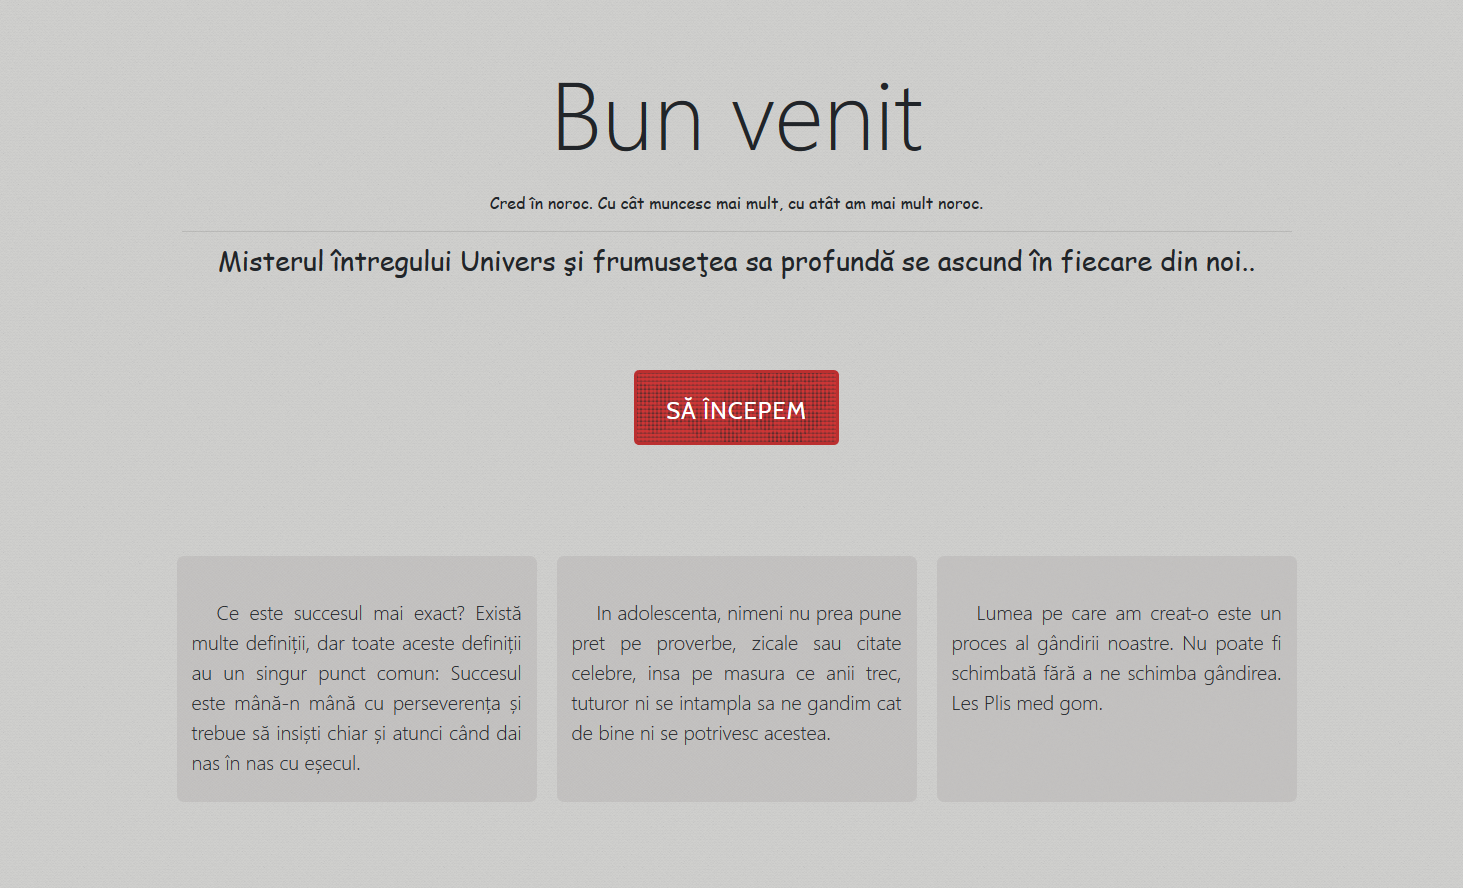 Bun venit
Cred în noroc. Cu cât muncesc mai mult, cu atât am mai mult noroc.
Misterul întregului Univers şi frumuseţea sa profundă se ascund în fiecare din noi..
SĂ ÎNCEPEM
Ce este succesul mai exact? Există
multe definiții, dar toate aceste definiții
au un singur punct comun: Succesul
este mână-n mână cu perseverența și
trebue să insiști chiar și atunci când dai
nas în nas cu eșecul.
In adolescenta, nimeni nu prea pune
pret pe proverbe, zicale sau citate
celebre, insa pe masura ce anii trec,
tuturor ni se intampla sa ne gandim cat
de bine ni se potrivesc acestea.
Lumea pe care am creat-o este un
proces al gândirii noastre. Nu poate fi
schimbată fără a ne schimba gândirea.
Les Plis med gom.